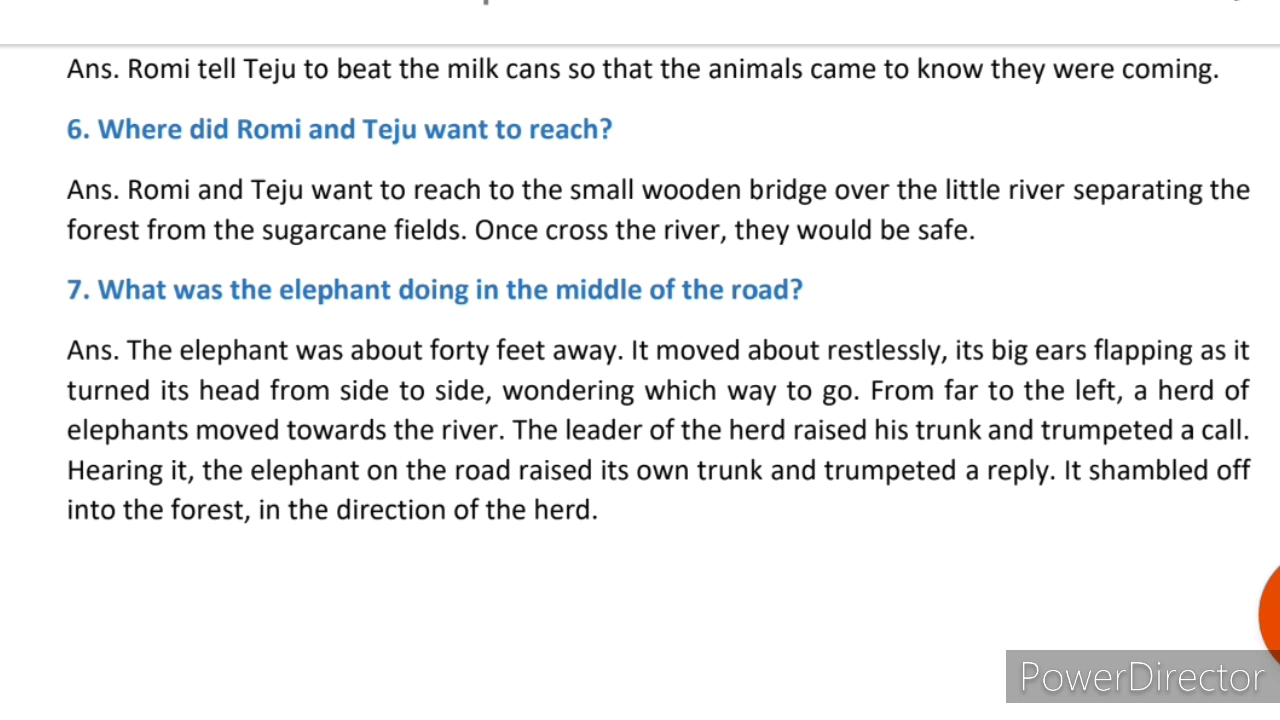 Ans. Romi tell Teju to beat the milk cans so that the animals came to know they were coming.
6. Where did Romi and Teju want to reach?
Ans. Romi and Teju want to reach to the small wooden bridge over the little river separating the
forest from the sugarcane fields. Once cross the river, they would be safe.
7. What was the elephant doing in the middle of the road?
Ans. The elephant was about forty feet away. It moved about restlessly, its big ears flapping as it
turned its head from side to side, wondering which way to go. From far to the left, a herd of
elephants moved towards the river. The leader of the herd raised his trunk and trumpeted a call.
Hearing it, the elephant on the road raised its own trunk and trumpeted a reply. It shambled off
into the forest, in the direction of the herd.
PowerDirector